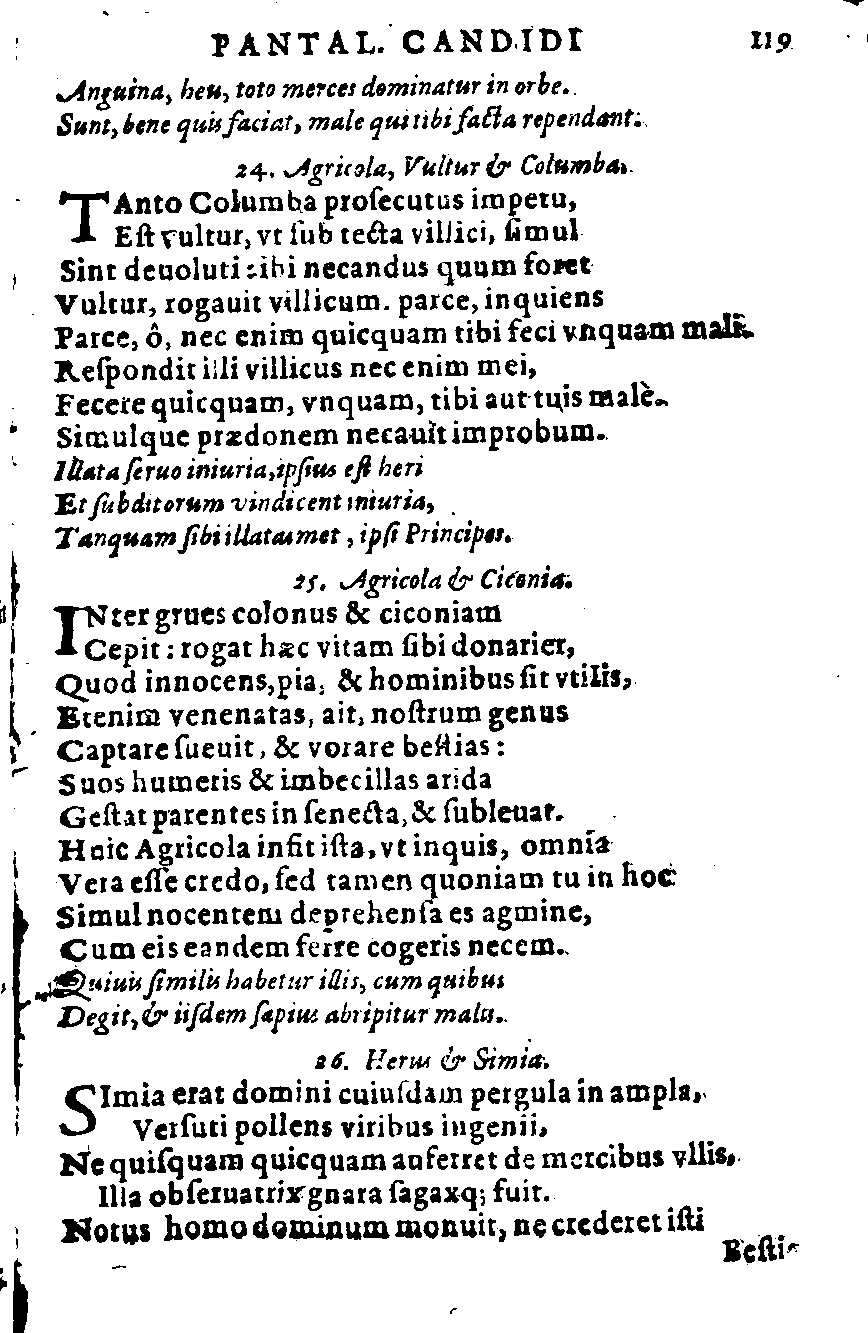 PANTAL. CANDIDI 119
Anguina, heu, toto merces dominatur in orbe.
Sunt, bene quis faciat, male qui tibi facta rependant.
24. Agricola, Vultur & Columba.
TAnto Columba proſecutus impetu,
Eſt vultur, vt ſub tecta villici, ſimul
Sint deuoluti: ibi necandus quum foret
Vultur, rogauit villicum. parce, inquiens
Parce, ô, nec enim quicquam tibi feci vnquam malè.
Reſpondit illi villicus nec enim mei,
Fecere quicquam, vnquam, tibi aut tuis malè.
Simulque prædonem necauit improbum.
Illata ſeruo iniuria, ipſius eſt heri
Et ſubditorum vindicent iniuria,
Tanquam ſibi illatas met, ipſi Principes.
25. Agricola & Ciconia.
INter grues colonus & ciconiam
Cepit: rogat hæc vitam ſibi donarier,
Quod innocens, pia, & hominibus ſit vtilis,
Etenim venenatas, ait, noſtrum genus
Captare ſueuit, & vorare beſtias:
Suos humeris & imbecillas arida
Geſtat parentes in ſenecta, & ſubleuat.
Huic Agricola infit iſta, vt inquis, omnia
Vera eſſe credo, ſed tamen quoniam tu in hoc
Simul nocentem deprehenſa es agmine,
Cum eis eandem ferre cogeris necem.
Quiuis ſimilis habetur illis, cum quibus
Degit, & iiſdem ſæpius abripitur malis.
26. Herus & Simia.
SImia erat domini cuiuſdam pergula in ampla,
Verſuti pollens viribus ingenii,
Ne quiſquam quicquam auferret de mercibus vllis,
Illa obſeruatrix gnara ſagaxq; fuit.
Notus homo dominum monuit, ne crederet iſti
Beſti-